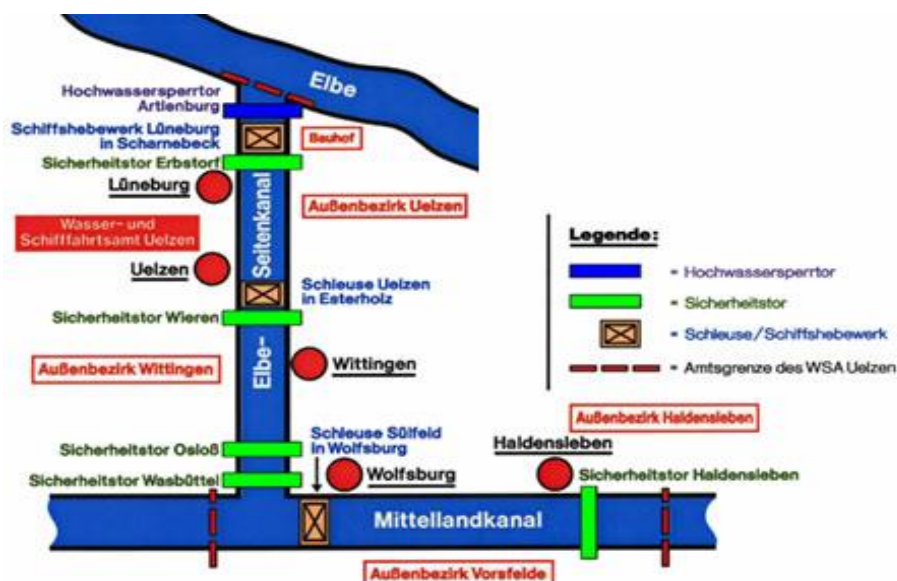 Elbe
Hochwassersperrtor
Artlenburg
Schiffshebewerk Lüneburg
in Scharnebeck
Bauhof
Sicherheitstor Erbstorf
Lüneburg
Außenbezirk Uelzen
Wasser- und
Schifffahrtsamt Uelzen
Seitenkanal
Uelzen
Schleuse Uelzen
in Esterholz
Sicherheitstor Wieren
Elbe-
Außenbezirk Wittingen
Wittingen
Sicherheitstor Osloß
Schleuse Sülfeld
in Wolfsburg
Sicherheitstor Wasbüttel
Wolfsburg
Mittellandkanal
Außenbezirk Vorsfelde
Legende:
= Hochwassersperrtor
= Sicherheitstor
= Schleuse/Schiffshebewerk
= Amtsgrenze des WSA Uelzen
Außenbezirk Haldensleben
Haldensleben
Sicherheitstor Haldensleben